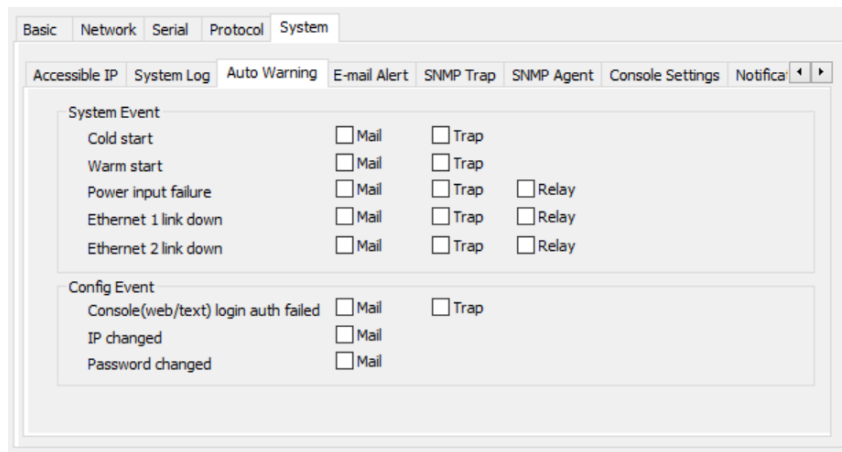 Basic Network Serial Protocol System
Accessible IP System Log Auto Warning E-mail Alert SNMP Trap SNMP Agent Console Settings Notifica
System Event
Cold start Mail Trap
Warm start Mail Trap
Power input failure Mail Trap Relay
Ethernet 1 link down Mail Trap Relay
Ethernet 2 link down Mail Trap Relay
Config Event
Console(web/text) login auth failed Mail Trap
IP changed Mail
Password changed Mail